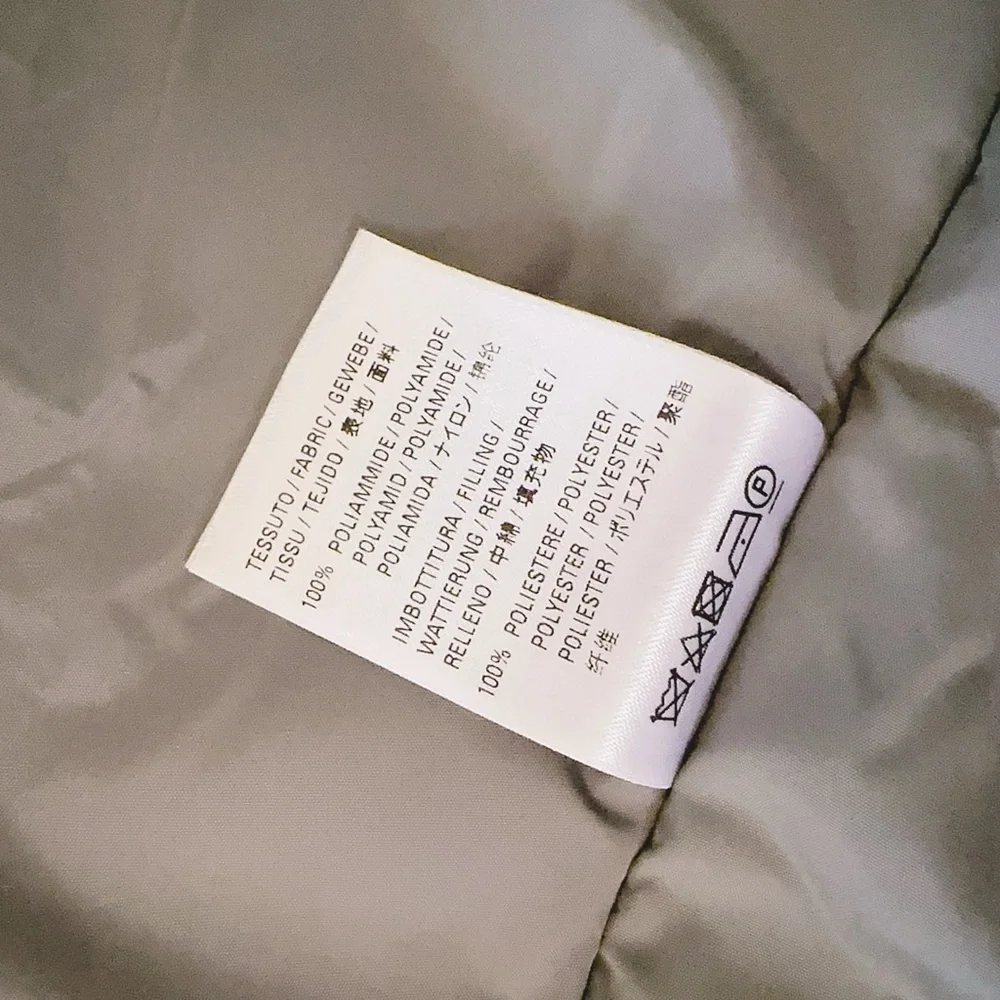 TESSUTO / FABRIC / GEWEBE /
TISSU / TEJIDO / 表地 / 面料
100% POLIAMMIDE / POLYAMIDE /
POLYAMID / POLYAMIDE /
POLIAMIDA / ナイロン / 锦纶
IMBOTTITURA / FILLING /
WATTIERUNG / REMBOURRAGE /
RELLENO / 中綿 / 填充物
100% POLIESTERE / POLYESTER /
POLYESTER / POLYESTER /
POLIESTER / ポリエステル / 聚酯
纤维
P